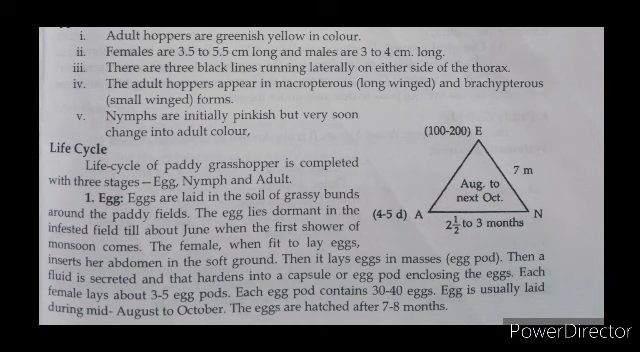 i. Adult hoppers are greenish yellow in colour.
ii. Females are 3.5 to 5.5 cm long and males are 3 to 4 cm. long.
iii. There are three black lines running laterally on either side of the thorax.
iv. The adult hoppers appear in macropterous (long winged) and brachypterous
(small winged) forms.
v. Nymphs are initially pinkish but very soon
change into adult colour,
Life Cycle
Life-cycle of paddy grasshopper is completed
with three stages—Egg, Nymph and Adult.
1. Egg: Eggs are laid in the soil of grassy bunds
around the paddy fields. The egg lies dormant in the
infested field till about June when the first shower of
monsoon comes. The female, when fit to lay eggs,
inserts her abdomen in the soft ground. Then it lays eggs in masses (egg pod). Then a
fluid is secreted and that hardens into a capsule or egg pod enclosing the eggs. Each
female lays about 3-5 egg pods. Each egg pod contains 30-40 eggs. Egg is usually laid
during mid- August to October. The eggs are hatched after 7-8 months.
(100-200) E
7 m
Aug. to
next Oct.
(4-5 d) A
N
2½ to 3 months
PowerDirector